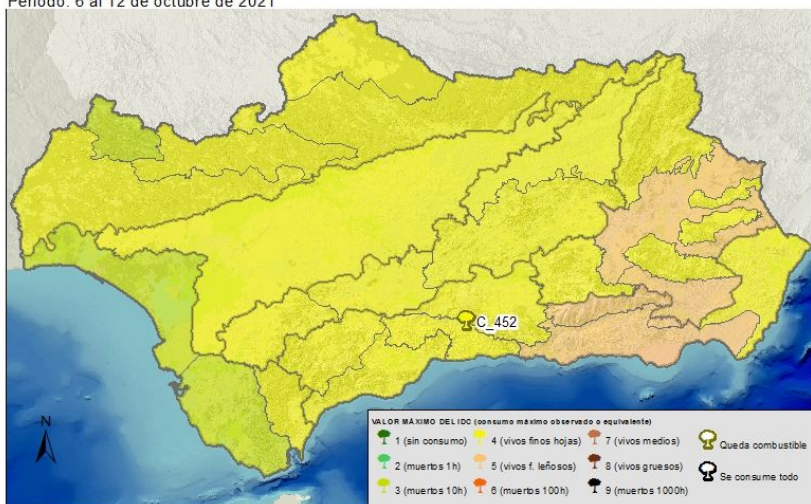 Periodo: 6 al 12 de octubre de 2021
C_452
N
VALOR MÁXIMO DEL IDC (consumo máximo observado o equivalente)
1 (sin consumo)
4 (vivos finos hojas)
7 (vivos medios)
Queda combustible
2 (muertos 1h)
5 (vivos f. leñosos)
8 (vivos gruesos)
Se consume todo
3 (muertos 10h)
6 (muertos 100h)
9 (muertos 1000h)